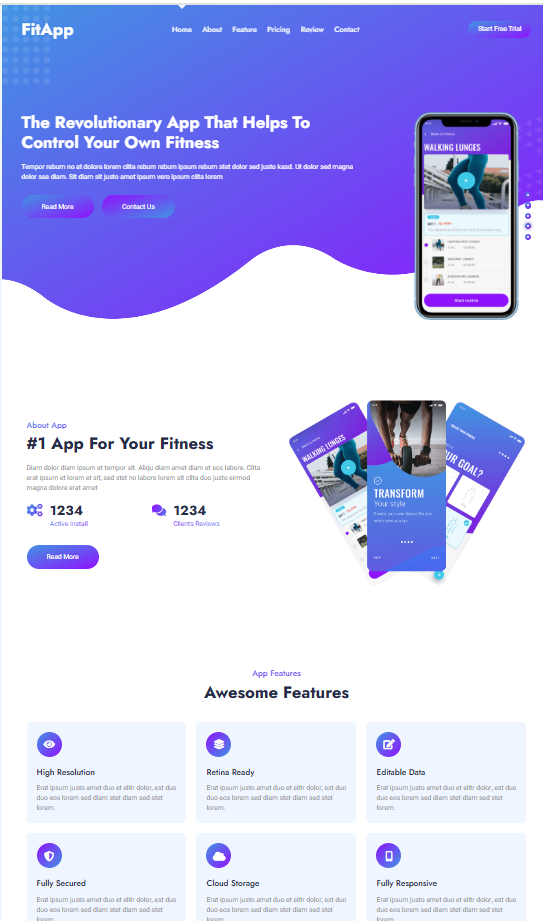 FitApp
Home About Feature Pricing Review Contact
Start Free Trial
The Revolutionary App That Helps To
Control Your Own Fitness
Tempor rebum no at dolore lorem clita rebum rebum ipsum rebum stet dolor sed justo kasd. Ut dolor sed magna
dolor sea diam. Sit diam sit justo amet ipsum vero ipsum clita lorem
Read More
Contact Us
WALKING LUNGES
Start routine
About App
#1 App For Your Fitness
Diam dolor diam ipsum et tempor sit. Aliqu diam amet diam et eos labore. Clita
erat ipsum et lorem et sit, sed stet no labore lorem sit clita duo justo eirmod
magna dolore erat amet
1234
Active Install
1234
Clients Reviews
Read More
WALKING LUNGES
TRANSFORM
Your style
UR GOAL?
App Features
Awesome Features
High Resolution
Erat ipsum justo amet duo et elitr dolor, est duo
duo eos lorem sed diam stet diam sed stet
lorem.
Retina Ready
Erat ipsum justo amet duo et elitr dolor, est duo
duo eos lorem sed diam stet diam sed stet
lorem.
Editable Data
Erat ipsum justo amet duo et elitr dolor, est duo
duo eos lorem sed diam stet diam sed stet
lorem.
Fully Secured
Erat ipsum justo amet duo et elitr dolor, est duo
duo eos lorem sed diam stet diam sed stet
lorem.
Cloud Storage
Erat ipsum justo amet duo et elitr dolor, est duo
duo eos lorem sed diam stet diam sed stet
lorem.
Fully Responsive
Erat ipsum justo amet duo et elitr dolor, est duo
duo eos lorem sed diam stet diam sed stet
lorem.